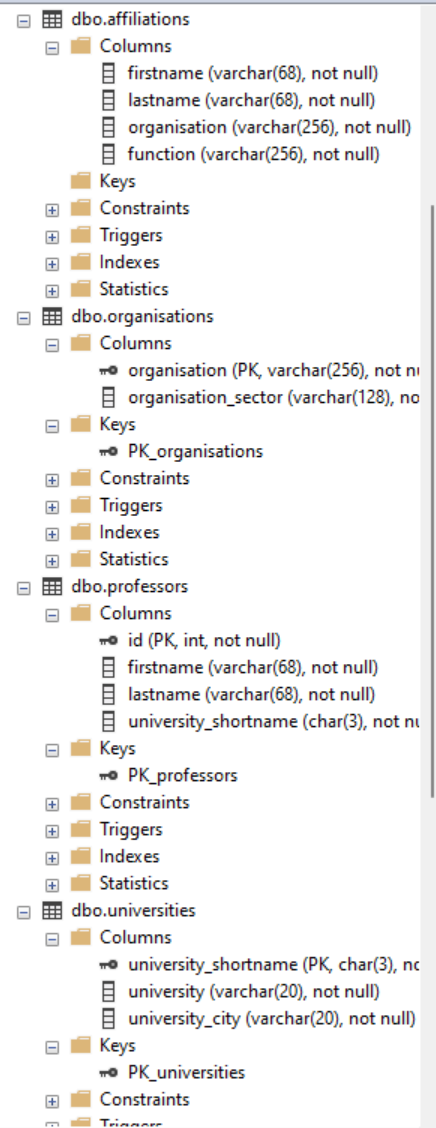 dbo.affiliations
Columns
firstname (varchar(68), not null)
lastname (varchar(68), not null)
organisation (varchar(256), not null)
function (varchar(256), not null)
Keys
Constraints
Triggers
Indexes
Statistics
dbo.organisations
Columns
organisation (PK, varchar(256), not nu
organisation_sector (varchar(128), no
Keys
PK_organisations
Constraints
Triggers
Indexes
Statistics
dbo.professors
Columns
id (PK, int, not null)
firstname (varchar(68), not null)
lastname (varchar(68), not null)
university_shortname (char(3), not nu
Keys
PK_professors
Constraints
Triggers
Indexes
Statistics
dbo.universities
Columns
university_shortname (PK, char(3), no
university (varchar(20), not null)
university_city (varchar(20), not null)
Keys
PK_universities
Constraints
Triggers